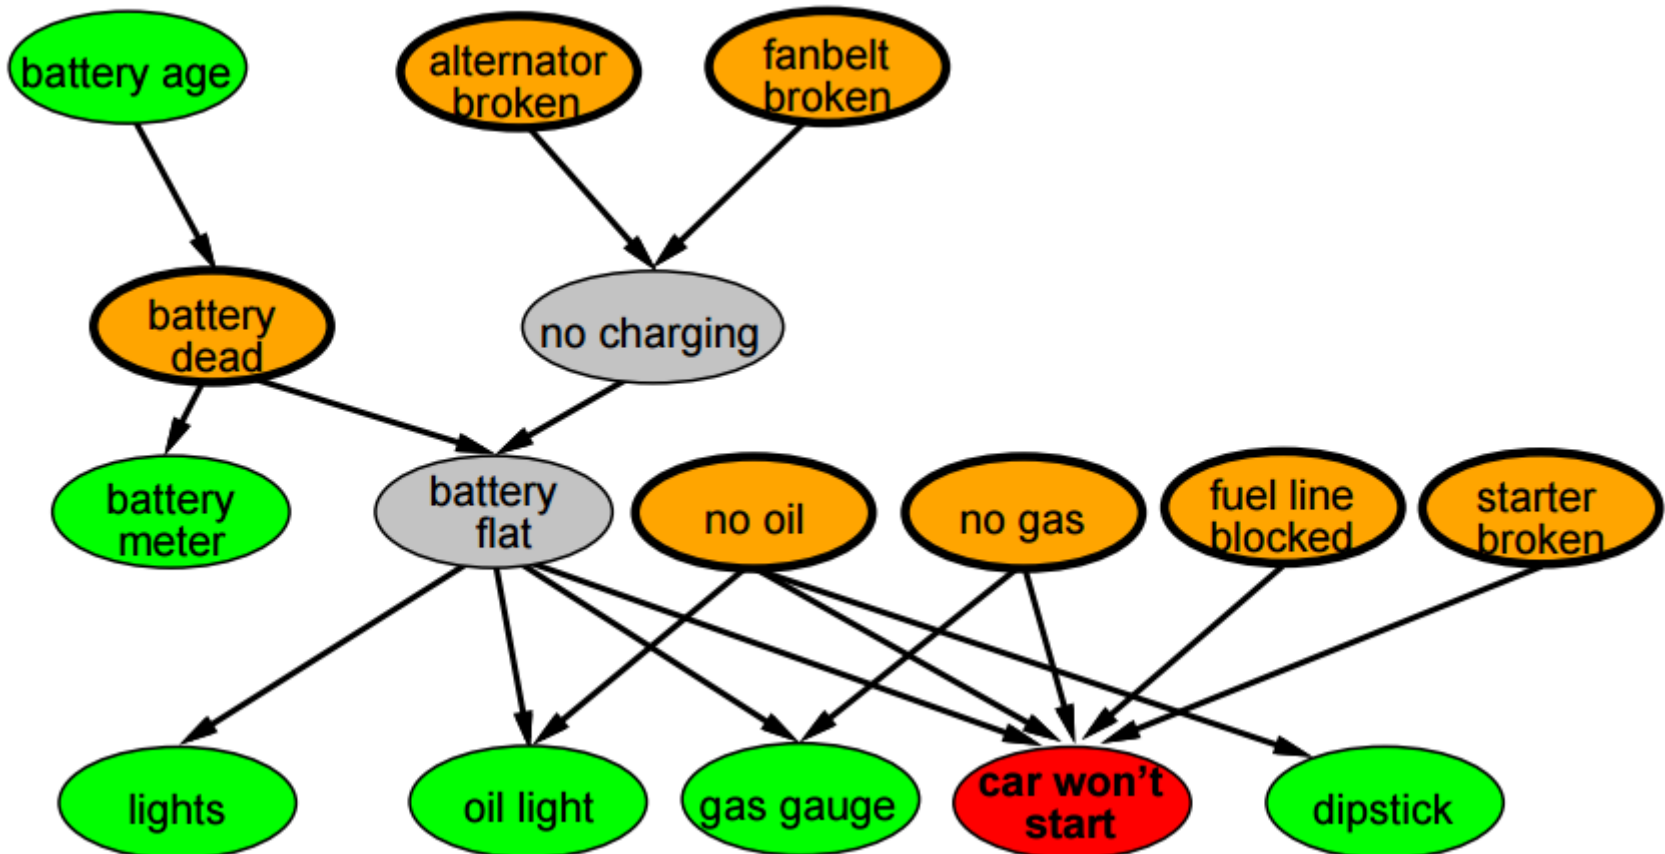 battery age
alternator
broken
fanbelt
broken
battery
dead
no charging
battery
meter
battery
flat
no oil
no gas
fuel line
blocked
starter
broken
lights
oil light
gas gauge
car won't
start
dipstick